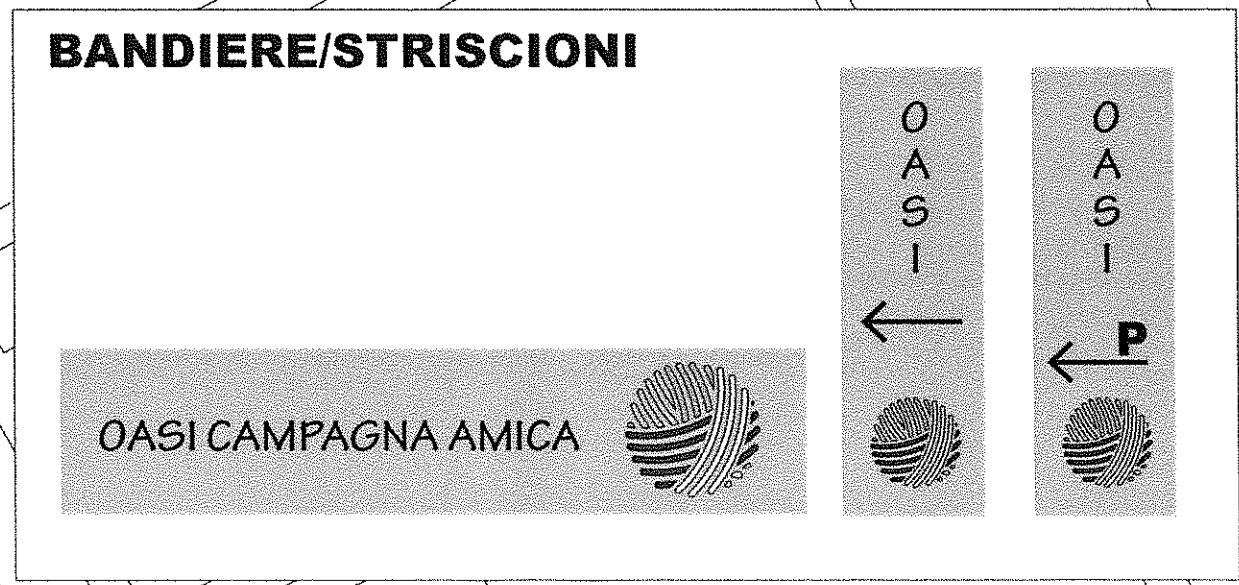 BANDIERE/STRISCIONI
OASI CAMPAGNA AMICA
O
A
S
I
O
A
S
I
P